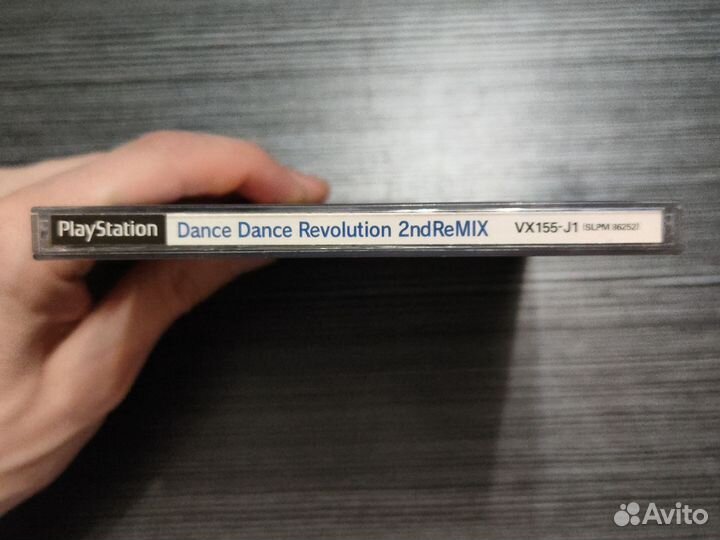 PlayStation Dance Dance Revolution 2ndReMIX VX155-J1 (SLPM 86252)
Avito